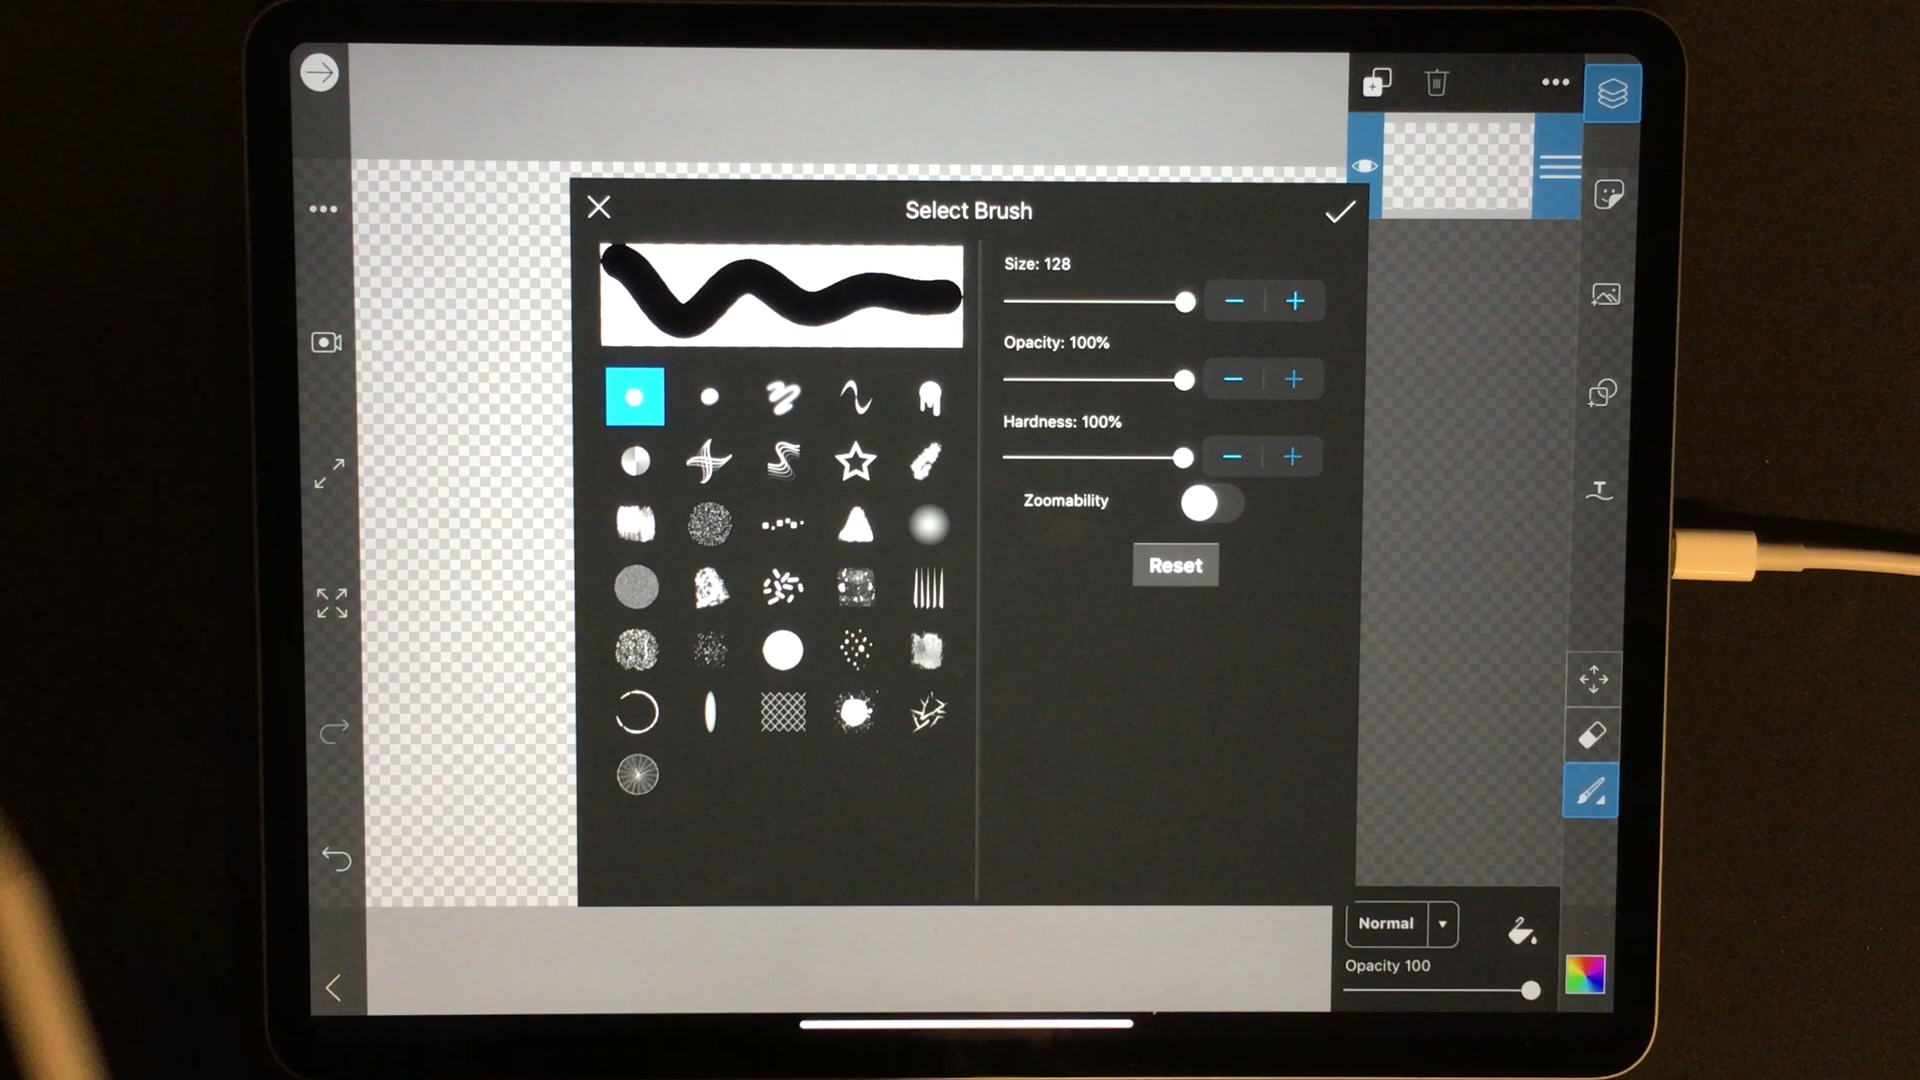 Select Brush
Size: 128
Opacity: 100%
Hardness: 100%
Zoomability
Reset
Normal
Opacity 100